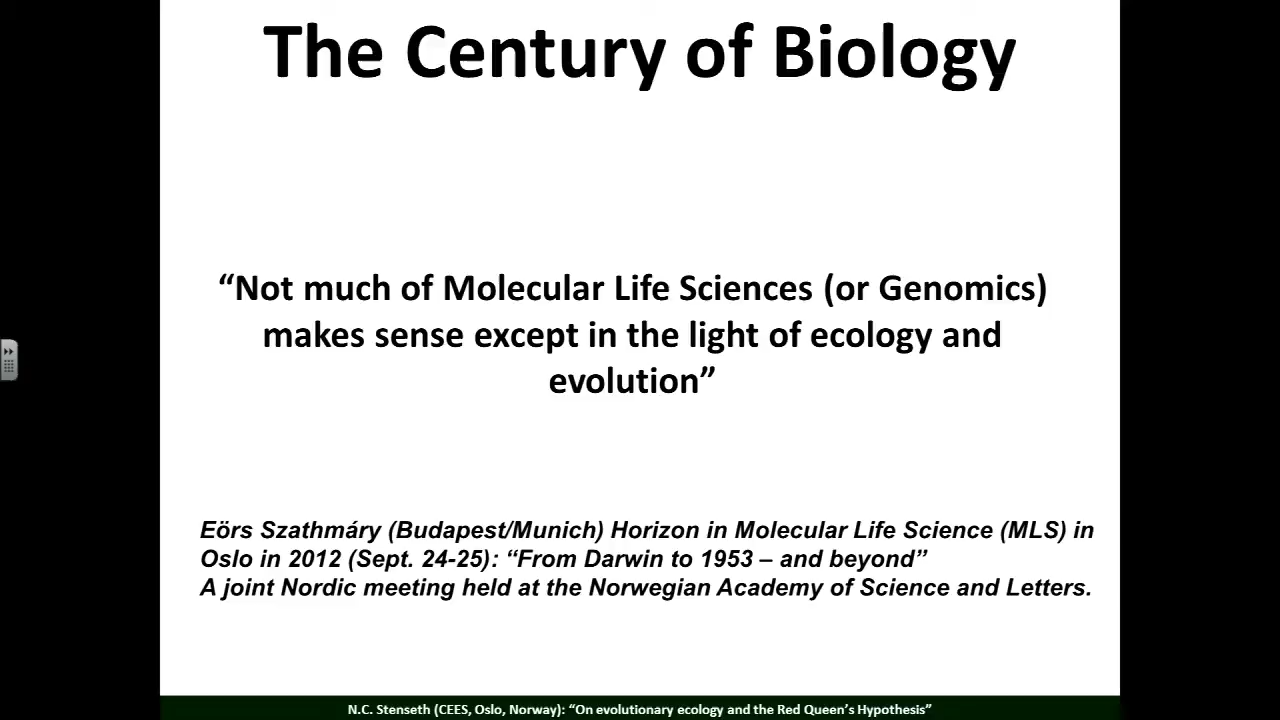 The Century of Biology
“Not much of Molecular Life Sciences (or Genomics)
makes sense except in the light of ecology and
evolution”
Eörs Szathmáry (Budapest/Munich) Horizon in Molecular Life Science (MLS) in
Oslo in 2012 (Sept. 24-25): “From Darwin to 1953 – and beyond”
A joint Nordic meeting held at the Norwegian Academy of Science and Letters.
N.C. Stenseth (CEES, Oslo, Norway): “On evolutionary ecology and the Red Queen’s Hypothesis”